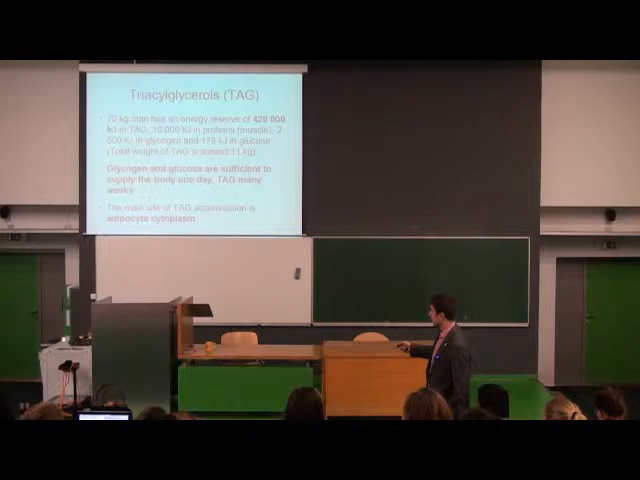 Triacylglycerols (TAG)
• 70 kg man has an energy reserve of 420 000
kJ in TAG, 10 000 kJ in proteins (muscle), 2
500 kJ in glycogen and 170 kJ in glucose
(Total weight of TAG is around 11 kg)
Glycogen and glucose are sufficient to
supply the body one day, TAG many
weeks
• The main site of TAG accumulation is
adipocyte cytoplasm